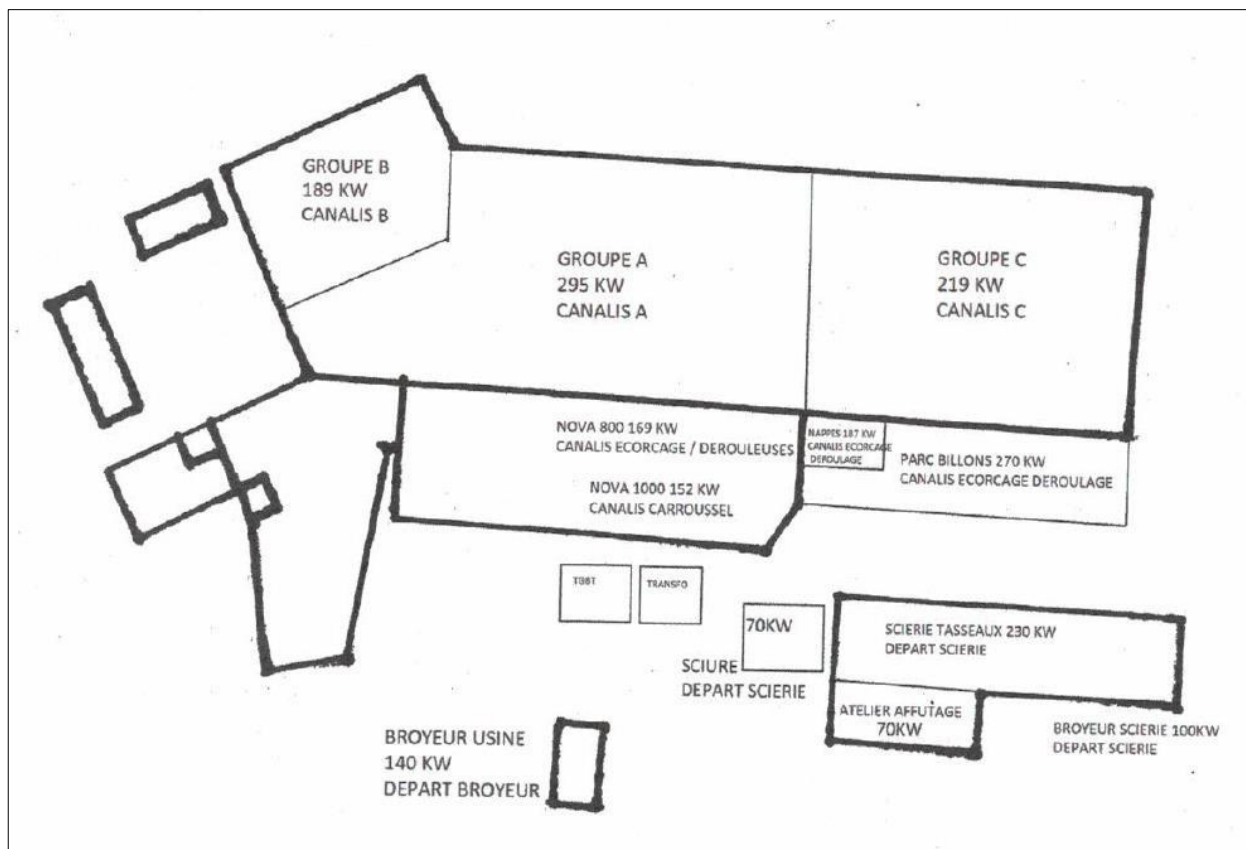 GROUPE B
189 KW
CANALIS B
GROUPE A
295 KW
CANALIS A
GROUPE C
219 KW
CANALIS C
NOVA 800 169 KW
CANALIS ECORCAGE / DEROULEUSES
NOVA 1000 152 KW
CANALIS CARROUSSEL
NAPPES 187 KW
CANALIS ECORCAGE
DEROULAGE
PARC BILLONS 270 KW
CANALIS ECORCAGE DEROULAGE
TGBT
TRANSFO
70KW
SCIURE
DEPART SCIERIE
SCIERIE TASSEAUX 230 KW
DEPART SCIERIE
ATELIER AFFUTAGE
70KW
BROYEUR SCIERIE 100KW
DEPART SCIERIE
BROYEUR USINE
140 KW
DEPART BROYEUR